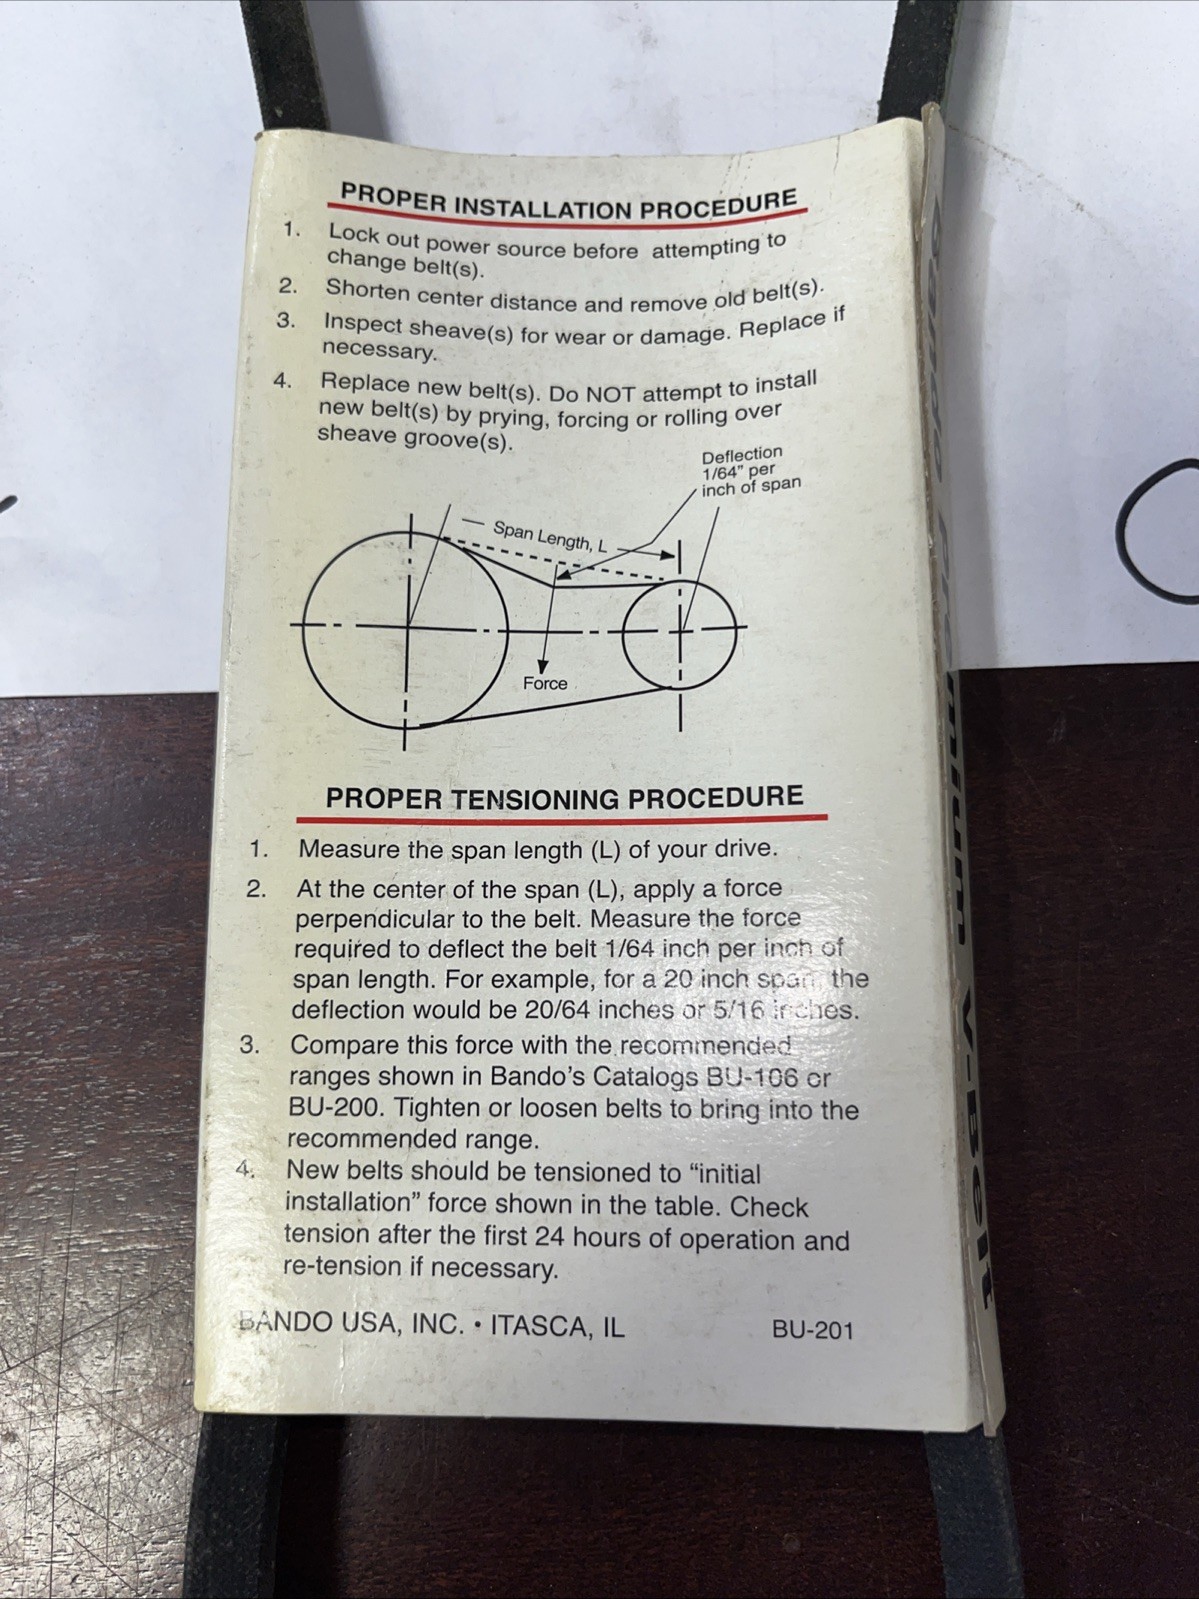 PROPER INSTALLATION PROCEDURE
1. Lock out power source before attempting to
change belt(s).
2. Shorten center distance and remove old belt(s).
3. Inspect sheave(s) for wear or damage. Replace if
necessary.
4. Replace new belt(s). Do NOT attempt to install
new belt(s) by prying, forcing or rolling over
sheave groove(s).
Deflection
1/64" per
inch of span
Span Length, L
Force
PROPER TENSIONING PROCEDURE
1. Measure the span length (L) of your drive.
2. At the center of the span (L), apply a force
perpendicular to the belt. Measure the force
required to deflect the belt 1/64 inch per inch of
span length. For example, for a 20 inch span, the
deflection would be 20/64 inches or 5/16 inches.
3. Compare this force with the recommended
ranges shown in Bando's Catalogs BU-106 or
BU-200. Tighten or loosen belts to bring into the
recommended range.
4. New belts should be tensioned to “initial
installation” force shown in the table. Check
tension after the first 24 hours of operation and
re-tension if necessary.
BANDO USA, INC. • ITASCA, IL BU-201
Bando Premium V-Belt